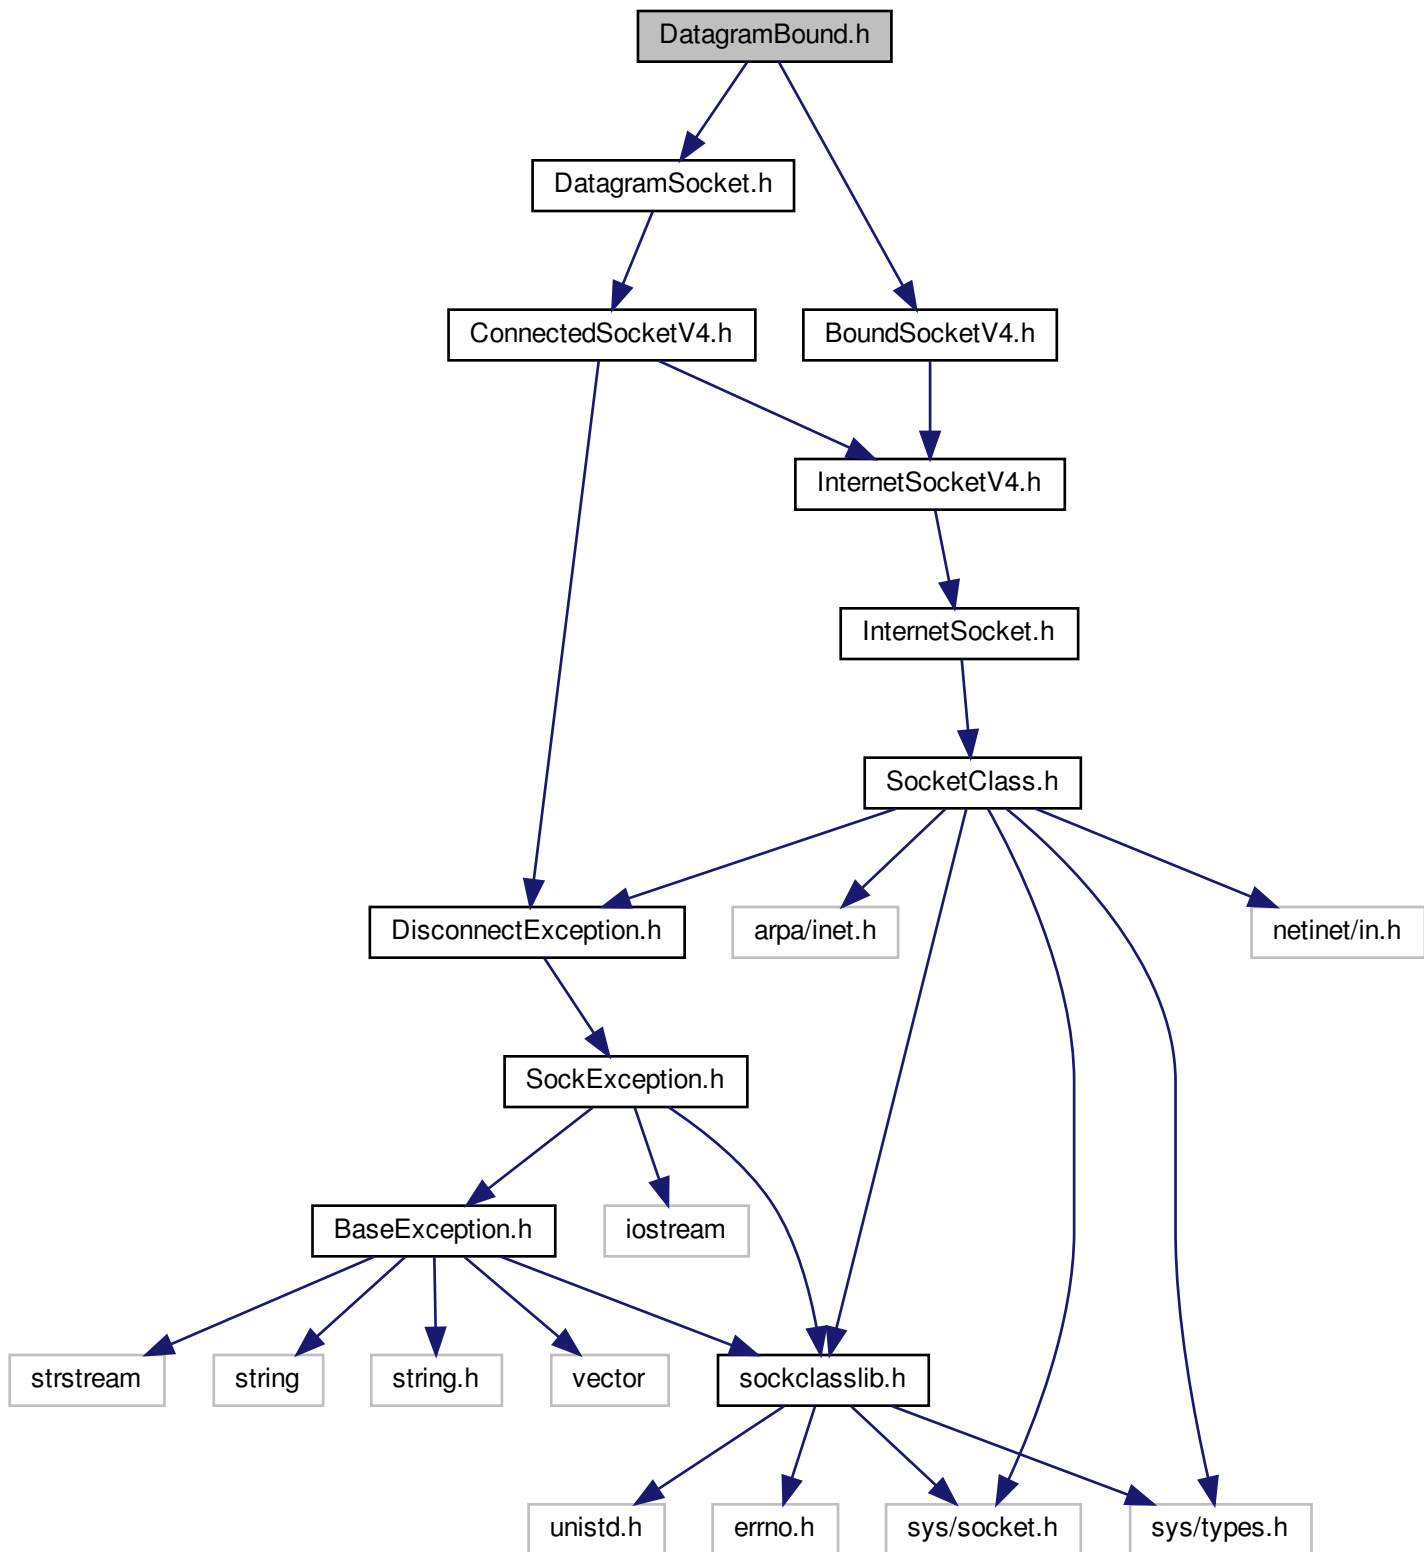 DatagramBound.h
DatagramSocket.h
ConnectedSocketV4.h
BoundSocketV4.h
InternetSocketV4.h
InternetSocket.h
SocketClass.h
DisconnectException.h
arpa/inet.h
netinet/in.h
SockException.h
BaseException.h
iostream
strstream
string
string.h
vector
sockclasslib.h
unistd.h
errno.h
sys/socket.h
sys/types.h